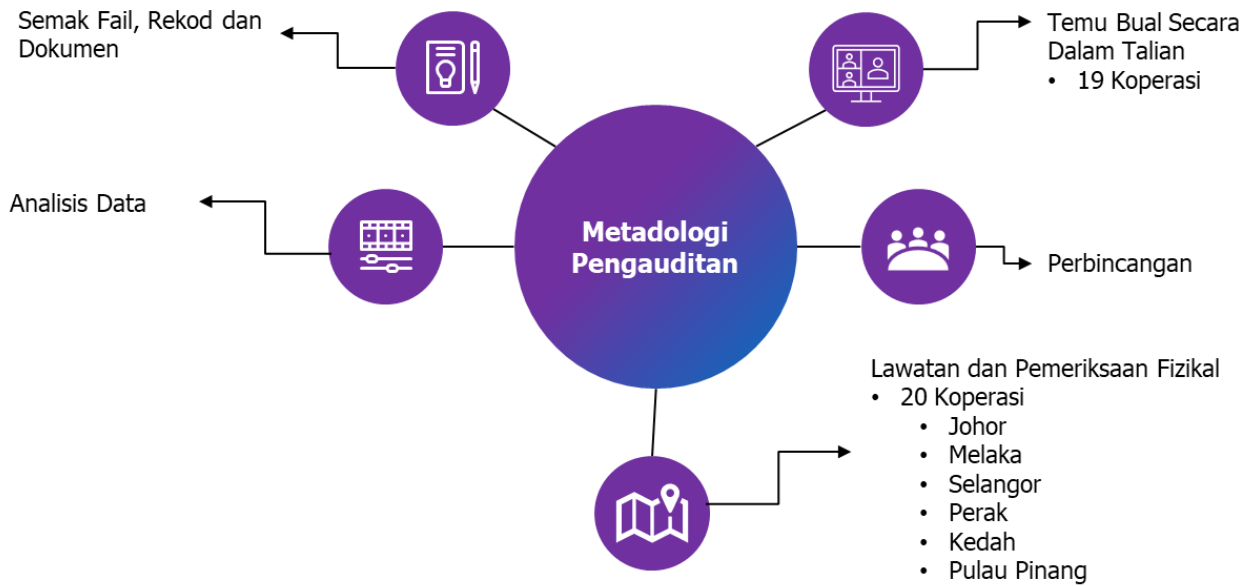 Semak Fail, Rekod dan
Dokumen
Temu Bual Secara
Dalam Talian
• 19 Koperasi
Analisis Data
Metadologi
Pengauditan
Perbincangan
Lawatan dan Pemeriksaan Fizikal
• 20 Koperasi
• Johor
• Melaka
• Selangor
• Perak
• Kedah
• Pulau Pinang